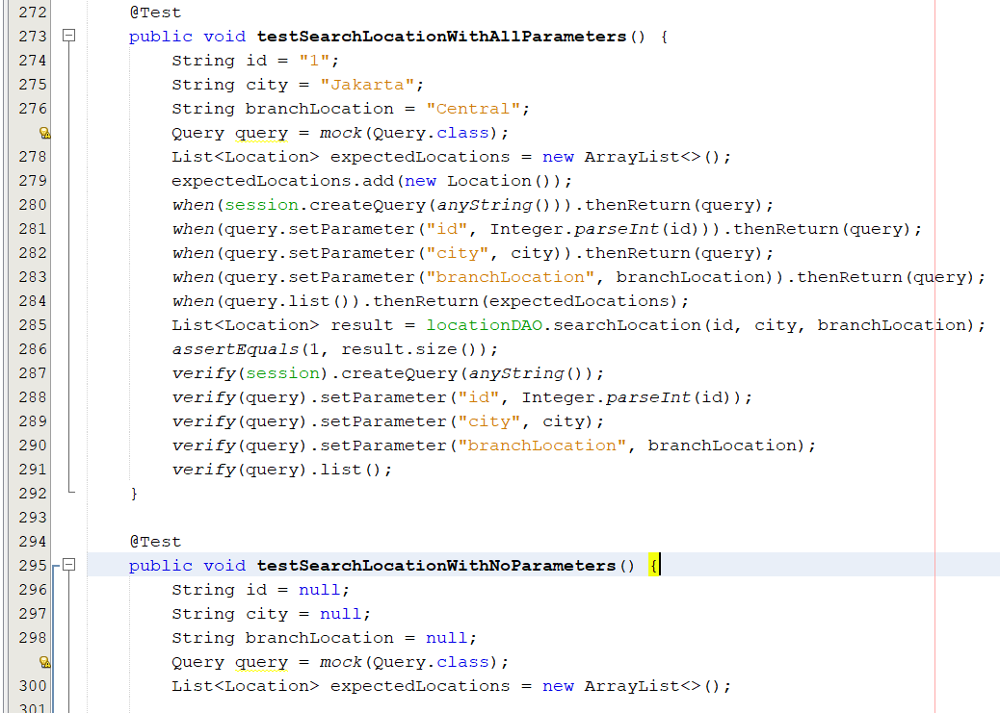 272 @Test
273 public void testSearchLocationWithAllParameters() {
274 String id = "1";
275 String city = "Jakarta";
276 String branchLocation = "Central";
Query query = mock(Query.class);
278 List<Location> expectedLocations = new ArrayList<>();
279 expectedLocations.add(new Location());
280 when(session.createQuery(anyString())).thenReturn(query);
281 when(query.setParameter("id", Integer.parseInt(id))).thenReturn(query);
282 when(query.setParameter("city", city)).thenReturn(query);
283 when(query.setParameter("branchLocation", branchLocation)).thenReturn(query);
284 when(query.list()).thenReturn(expectedLocations);
285 List<Location> result = locationDAO.searchLocation(id, city, branchLocation);
286 assertEquals(1, result.size());
287 verify(session).createQuery(anyString());
288 verify(query).setParameter("id", Integer.parseInt(id));
289 verify(query).setParameter("city", city);
290 verify(query).setParameter("branchLocation", branchLocation);
291 verify(query).list();
292 }
293
294 @Test
295 public void testSearchLocationWithNoParameters() {
296 String id = null;
297 String city = null;
298 String branchLocation = null;
Query query = mock(Query.class);
300 List<Location> expectedLocations = new ArrayList<>();
301